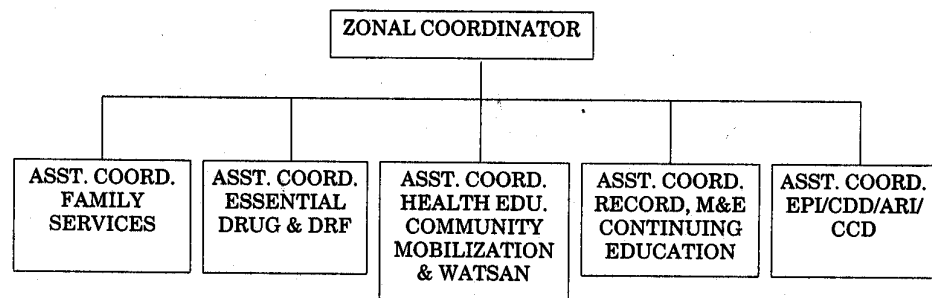 ZONAL COORDINATOR
ASST. COORD.
FAMILY
SERVICES
ASST. COORD.
ESSENTIAL
DRUG & DRF
ASST. COORD.
HEALTH EDU.
COMMUNITY
MOBILIZATION
& WATSAN
ASST. COORD.
RECORD, M&E
CONTINUING
EDUCATION
ASST. COORD.
EPI/CDD/ARI/
CCD